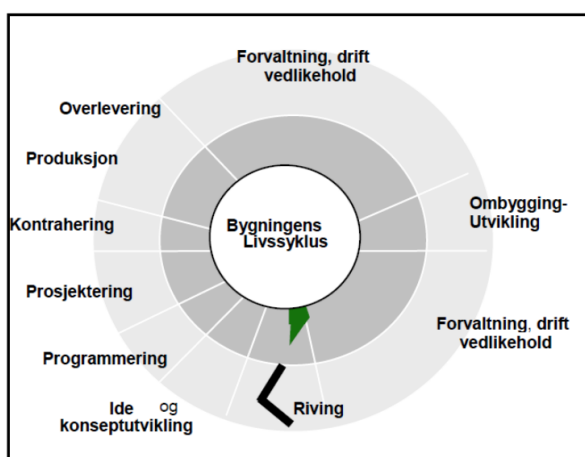 Forvaltning, drift
vedlikehold
Overlevering
Produksjon
Kontrahering
Prosjektering
Programmering
Ide og
konseptutvikling
Riving
Forvaltning, drift
vedlikehold
Ombygging-
Utvikling
Bygningens
Livssyklus